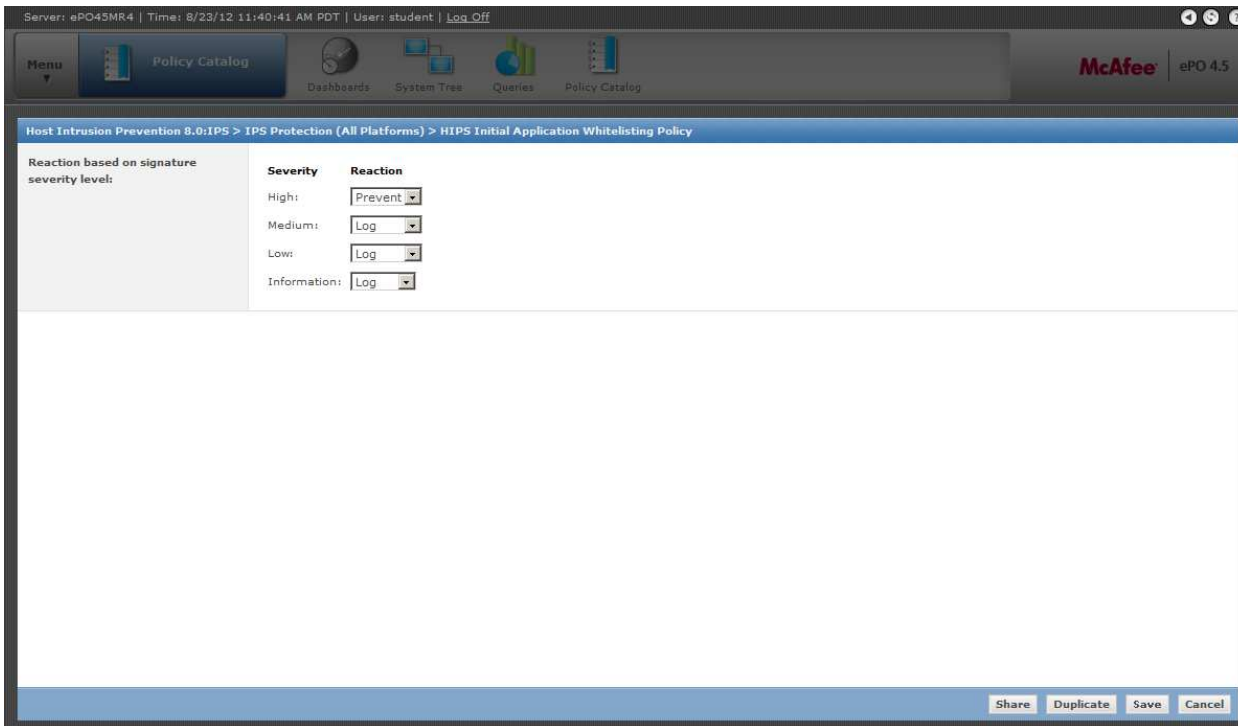 Server: ePO45MR4 | Time: 8/23/12 11:40:41 AM PDT | User: student | Log Off
Menu
Policy Catalog
Dashboards
System Tree
Queries
Policy Catalog
McAfee
ePO 4.5
Host Intrusion Prevention 8.0:IPS > IPS Protection (All Platforms) > HIPS Initial Application Whitelisting Policy
Reaction based on signature
severity level:
Severity Reaction
High: Prevent
Medium: Log
Low: Log
Information: Log
Share Duplicate Save Cancel